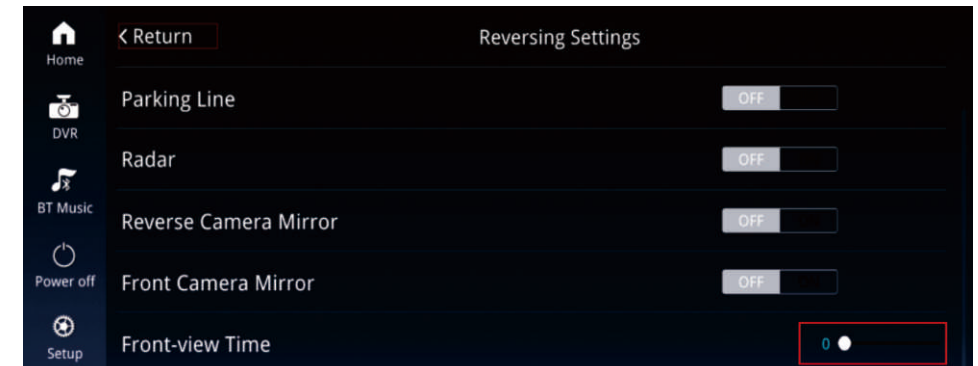 Home
DVR
BT Music
Power off
Setup
< Return
Reversing Settings
Parking Line
OFF
Radar
OFF
Reverse Camera Mirror
OFF
Front Camera Mirror
OFF
Front-view Time
0